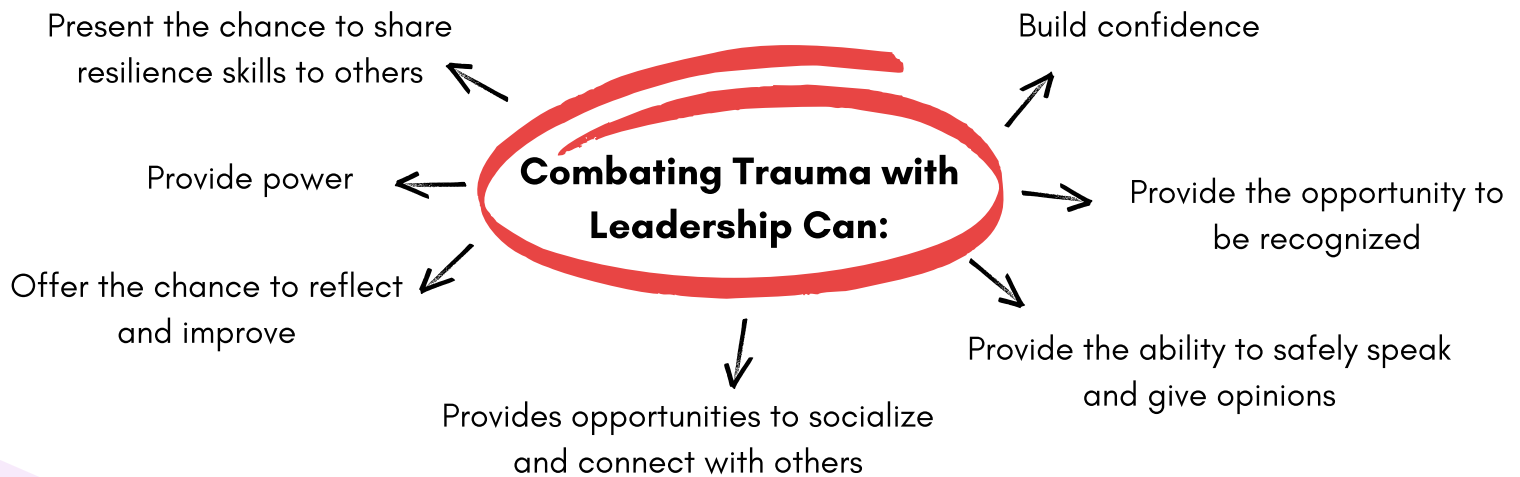 Present the chance to share
resilience skills to others
Build confidence
Combating Trauma with
Leadership Can:
Provide power
Provide the opportunity to
be recognized
Offer the chance to reflect
and improve
Provide the ability to safely speak
and give opinions
Provides opportunities to socialize
and connect with others